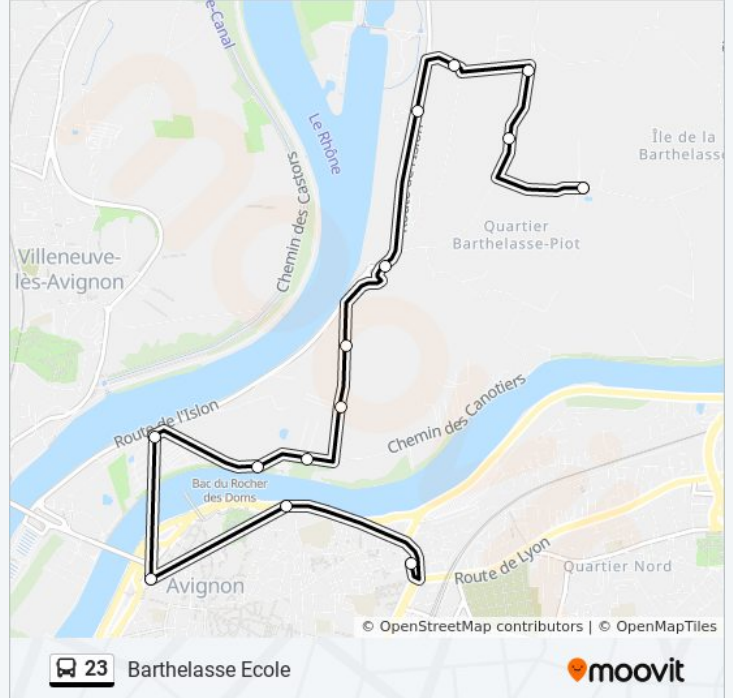 e-Canal
Le Rhône
Île de la
Barthelasse
Chemin des Castors
Quartier
Barthelasse-Piot
Villeneuve-
lès-Avignon
Route de l'Islon
Chemin des Canotiers
Bac du Rocher
des Doms
Avignon
Route de Lyon
Quartier Nord
© OpenStreetMap contributors | © OpenMapTiles
23 Barthelasse Ecole
moovit